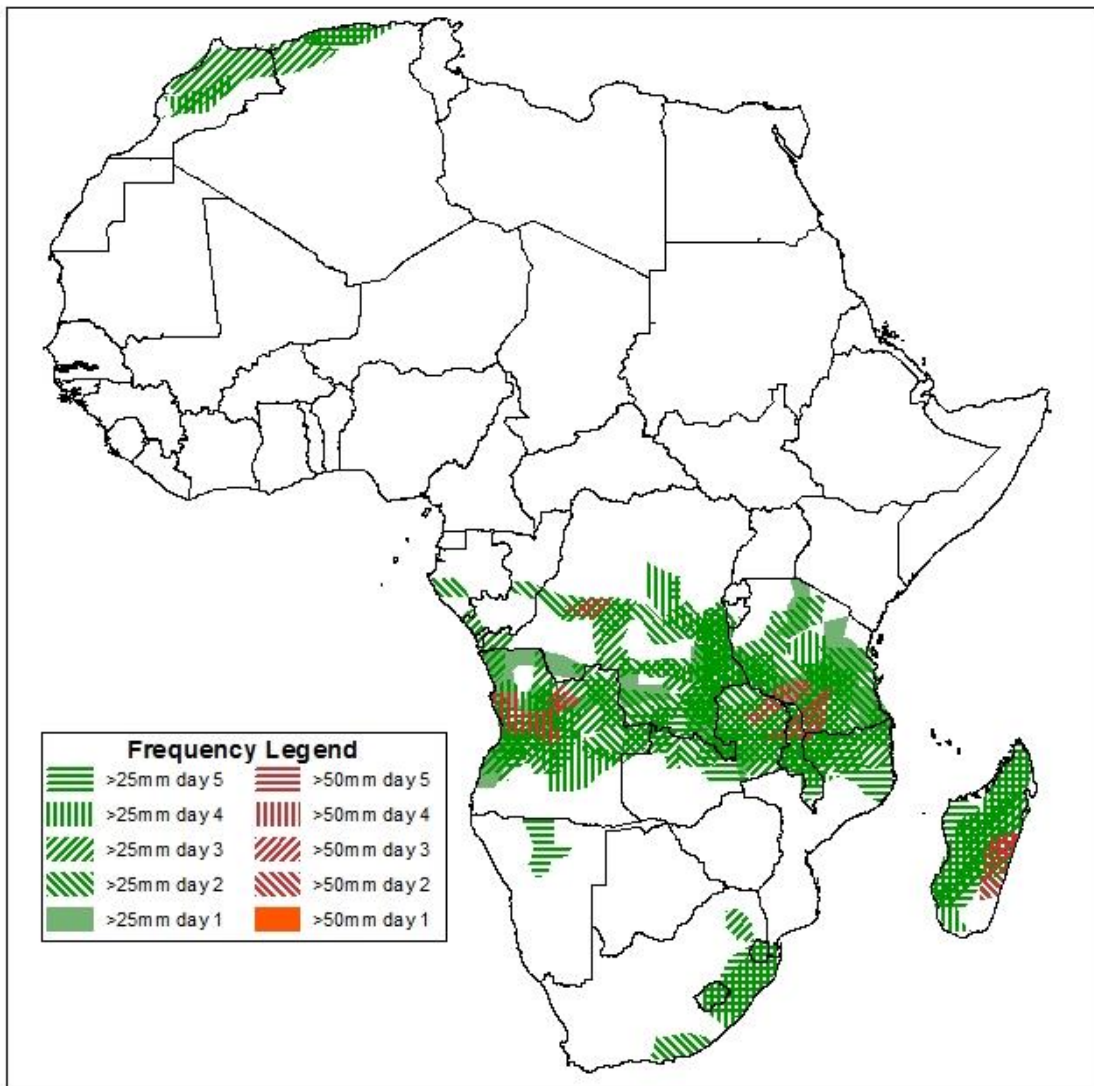 Frequency Legend
>25mm day 5 >50mm day 5
>25mm day 4 >50mm day 4
>25mm day 3 >50mm day 3
>25mm day 2 >50mm day 2
>25mm day 1 >50mm day 1